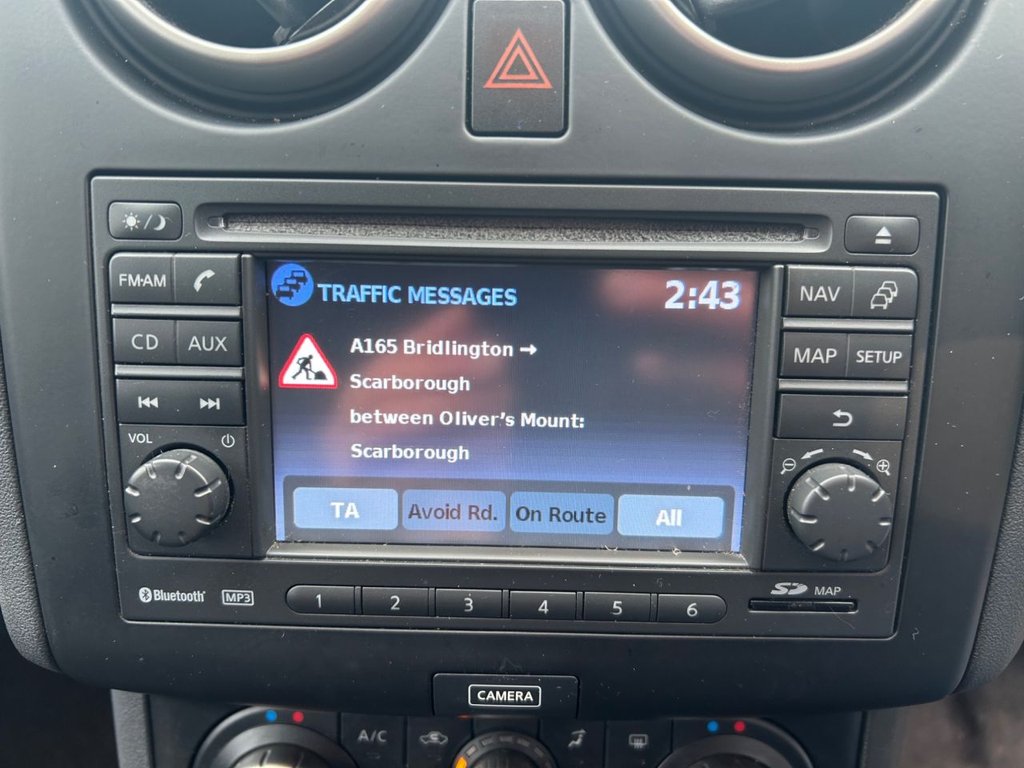 FM·AM
CD AUX
VOL
TRAFFIC MESSAGES 2:43
A165 Bridlington →
Scarborough
between Oliver's Mount:
Scarborough
TA Avoid Rd. On Route All
NAV
MAP SETUP
Bluetooth® MP3
1 2 3 4 5 6
SD MAP
CAMERA
A/C